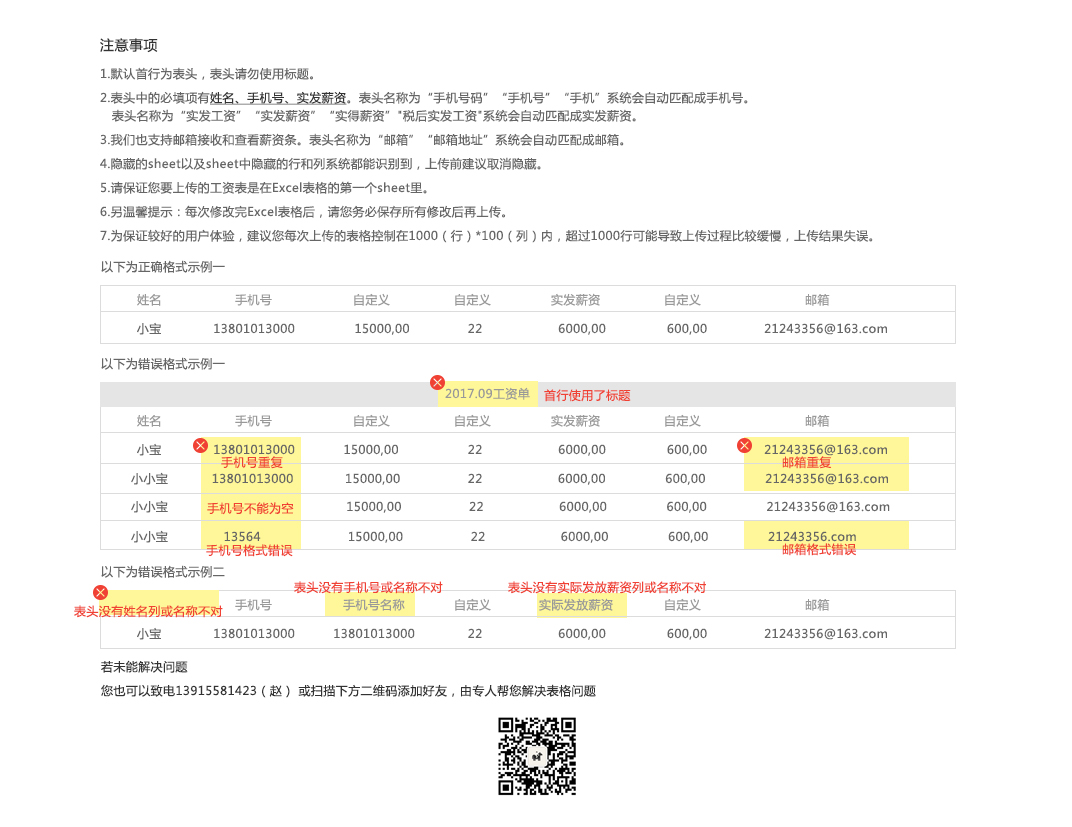 注意事项
1.默认首行为表头，表头请勿使用标题。
2.表头中的必填项有姓名、手机号、实发薪资。表头名称为“手机号码”“手机号”“手机”系统会自动匹配成手机号。
表头名称为“实发工资”“实发薪资”“实得薪资”"税后实发工资"系统会自动匹配成实发薪资。
3.我们也支持邮箱接收和查看薪资条。表头名称为“邮箱”“邮箱地址”系统会自动匹配成邮箱。
4.隐藏的sheet以及sheet中隐藏的行和列系统都能识别到，上传前建议取消隐藏。
5.请保证您要上传的工资表是在Excel表格的第一个sheet里。
6.另温馨提示：每次修改完Excel表格后，请您务必保存所有修改后再上传。
7.为保证较好的用户体验，建议您每次上传的表格控制在1000（行）*100（列）内，超过1000行可能导致上传过程比较缓慢，上传结果失误。
以下为正确格式示例一
姓名 手机号 自定义 自定义 实发薪资 自定义 邮箱
小宝 13801013000 15000,00 22 6000,00 600,00 21243356@163.com
以下为错误格式示例一
2017.09工资单 首行使用了标题
姓名 手机号 自定义 自定义 实发薪资 自定义 邮箱
小宝 13801013000 15000,00 22 6000,00 600,00 21243356@163.com
手机号重复 邮箱重复
小小宝 13801013000 15000,00 22 6000,00 600,00 21243356@163.com
小小宝 手机号不能为空 15000,00 22 6000,00 600,00 21243356@163.com
小小宝 13564 15000,00 22 6000,00 600,00 21243356.com
手机号格式错误 邮箱格式错误
以下为错误格式示例二
表头没有手机号或名称不对 表头没有实际发放薪资列或名称不对
表头没有姓名列或名称不对 手机号 手机号名称 自定义 实际发放薪资 自定义 邮箱
小宝 13801013000 13801013000 22 6000,00 600,00 21243356@163.com
若未能解决问题
您也可以致电13915581423（赵） 或扫描下方二维码添加好友，由专人帮您解决表格问题